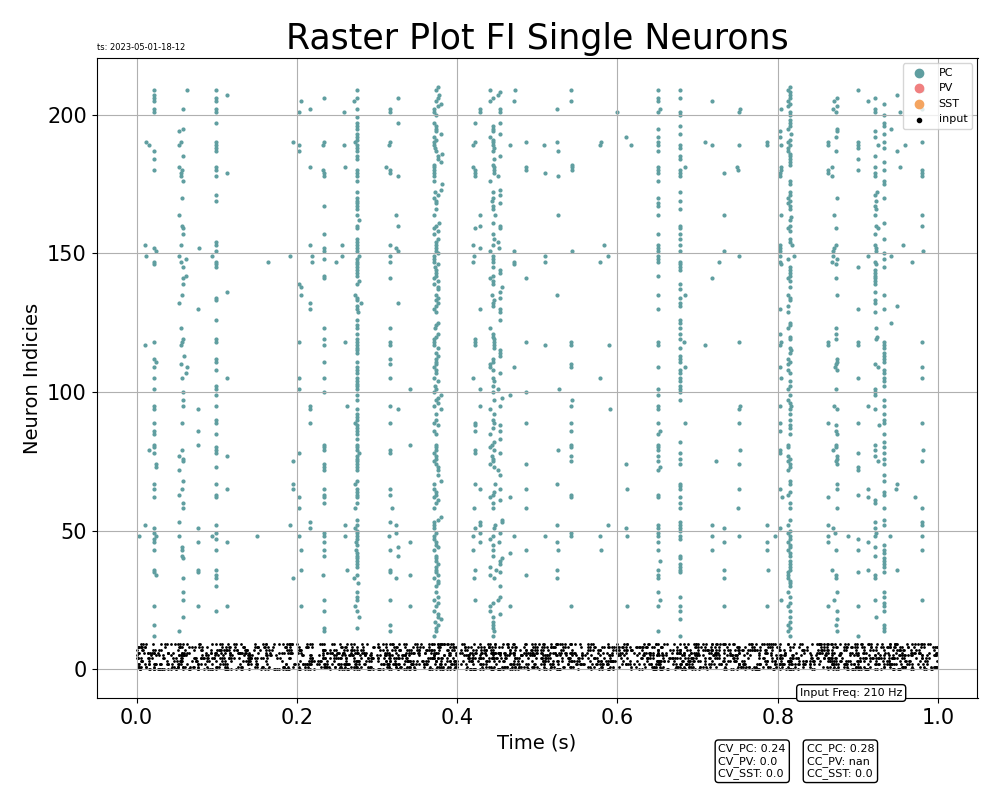 Raster Plot FI Single Neurons
ts: 2023-05-01-18-12
PC
PV
SST
input
200
150
100
50
0
Neuron Indicies
0.0 0.2 0.4 0.6 0.8 1.0
Time (s)
Input Freq: 210 Hz
CV_PC: 0.24
CV_PV: 0.0
CV_SST: 0.0
CC_PC: 0.28
CC_PV: nan
CC_SST: 0.0